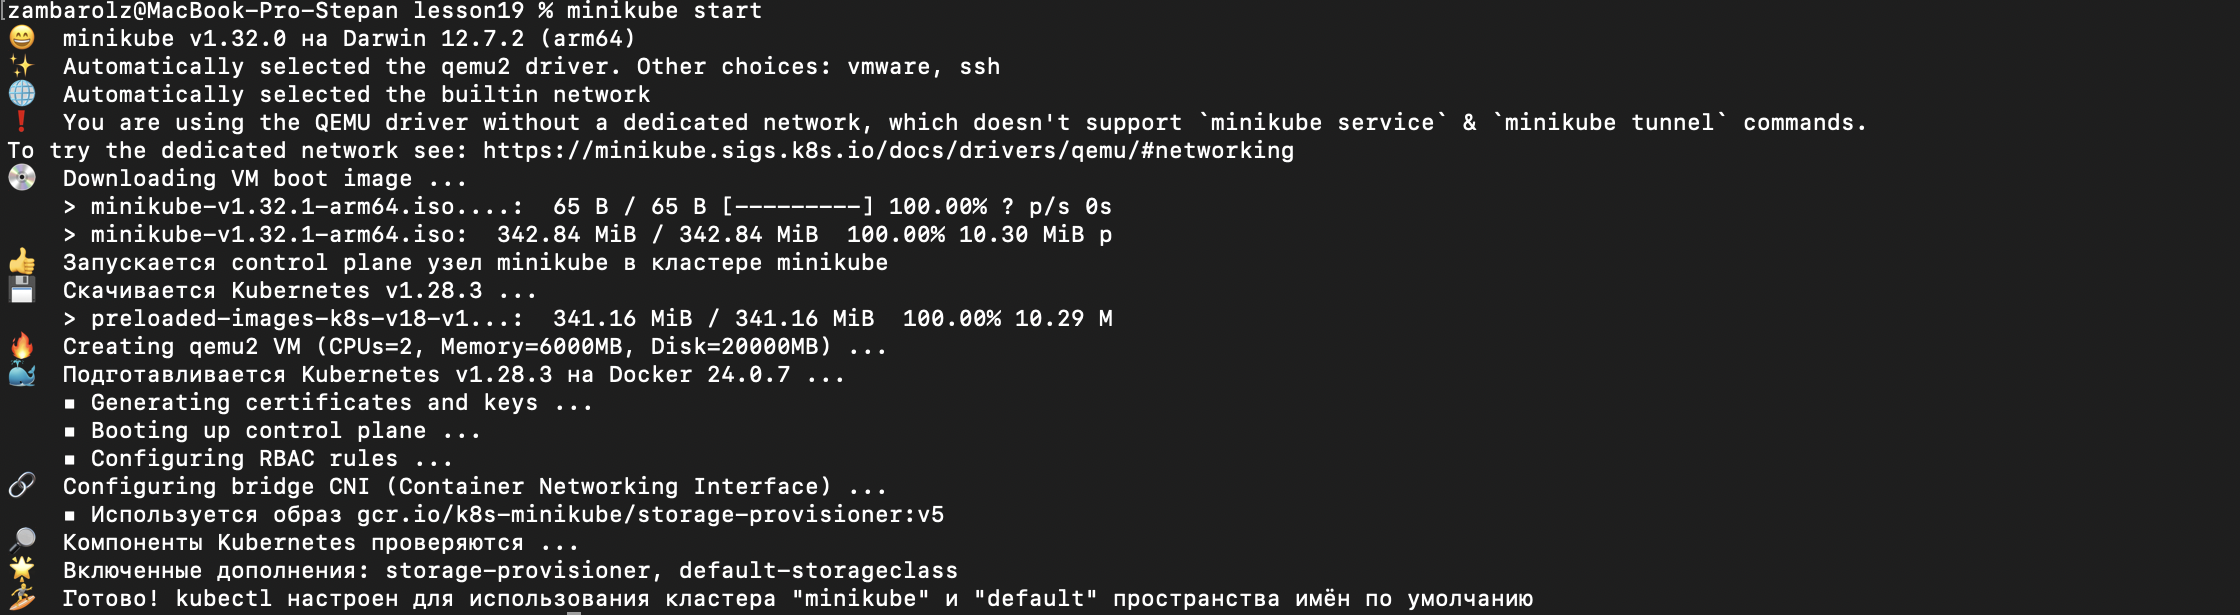 [zambarolz@MacBook-Pro-Stepan lesson19 % minikube start
😄  minikube v1.32.0 на Darwin 12.7.2 (arm64)
✨  Automatically selected the qemu2 driver. Other choices: vmware, ssh
🌐  Automatically selected the builtin network
❗  You are using the QEMU driver without a dedicated network, which doesn't support `minikube service` & `minikube tunnel` commands.
To try the dedicated network see: https://minikube.sigs.k8s.io/docs/drivers/qemu/#networking
💿  Downloading VM boot image ...
    > minikube-v1.32.1-arm64.iso....:  65 B / 65 B [---------] 100.00% ? p/s 0s
    > minikube-v1.32.1-arm64.iso:  342.84 MiB / 342.84 MiB  100.00% 10.30 MiB p
👍  Запускается control plane узел minikube в кластере minikube
💾  Скачивается Kubernetes v1.28.3 ...
    > preloaded-images-k8s-v18-v1...:  341.16 MiB / 341.16 MiB  100.00% 10.29 M
🔥  Creating qemu2 VM (CPUs=2, Memory=6000MB, Disk=20000MB) ...
🐳  Подготавливается Kubernetes v1.28.3 на Docker 24.0.7 ...
    ▪ Generating certificates and keys ...
    ▪ Booting up control plane ...
    ▪ Configuring RBAC rules ...
🔗  Configuring bridge CNI (Container Networking Interface) ...
    ▪ Используется образ gcr.io/k8s-minikube/storage-provisioner:v5
🔎  Компоненты Kubernetes проверяются ...
🌟  Включенные дополнения: storage-provisioner, default-storageclass
🏄  Готово! kubectl настроен для использования кластера "minikube" и "default" пространства имён по умолчанию